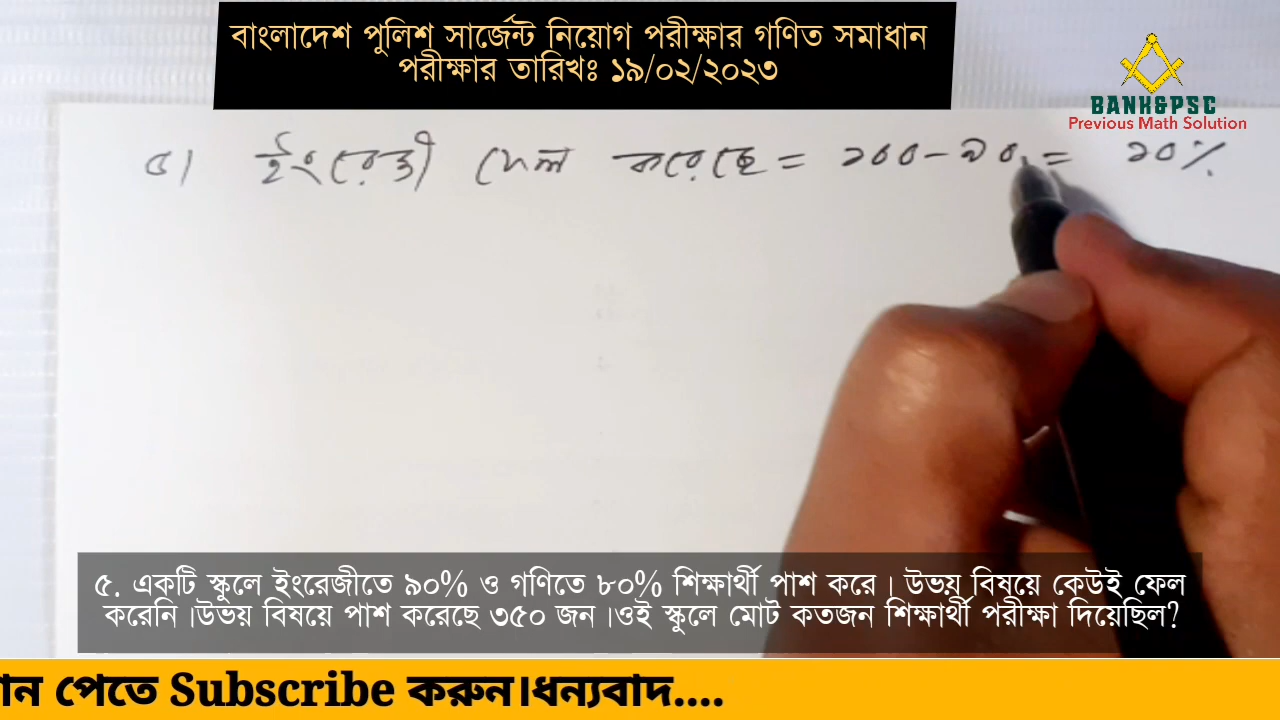 বাংলাদেশ পুলিশ সার্জেন্ট নিয়োগ পরীক্ষার গণিত সমাধান
পরীক্ষার তারিখঃ ১৯/০২/২০২৩
BANK&PSC
Previous Math Solution
৫। ইংরেজী ফেল করেছে = ১০০-৯০ = ১০%
৫. একটি স্কুলে ইংরেজীতে ৯০% ও গণিতে ৮০% শিক্ষার্থী পাশ করে। উভয় বিষয়ে কেউই ফেল
করেনি।উভয় বিষয়ে পাশ করেছে ৩৫০ জন।ওই স্কুলে মোট কতজন শিক্ষার্থী পরীক্ষা দিয়েছিল?
ান পেতে Subscribe করুন।ধন্যবাদ....